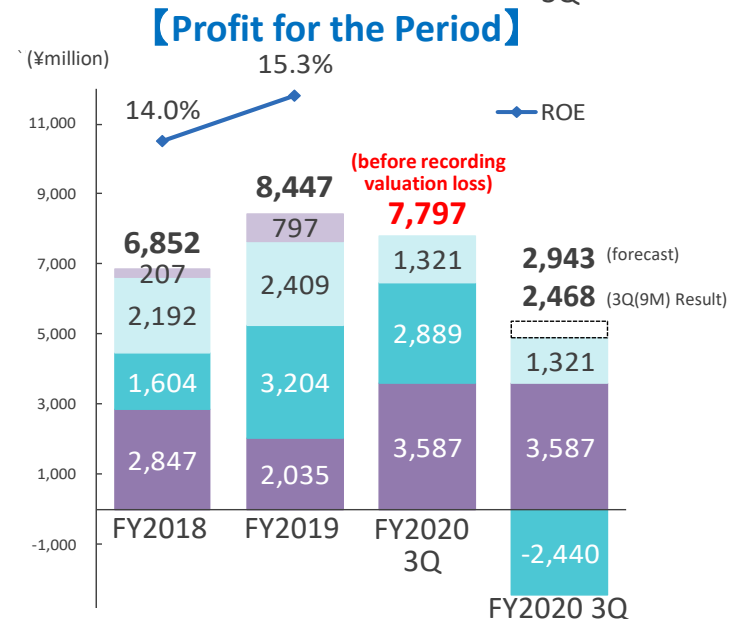 【Profit for the Period】
` (¥million)
15.3%
14.0%
ROE
11,000
9,000
7,000
5,000
3,000
1,000
-1,000
(before recording
valuation loss)
7,797
8,447
6,852
797
207
2,409
2,192
3,204
1,604
2,035
2,847
1,321
2,889
3,587
2,943 (forecast)
2,468 (3Q(9M) Result)
1,321
3,587
-2,440
FY2018
FY2019
FY2020
3Q
FY2020 3Q